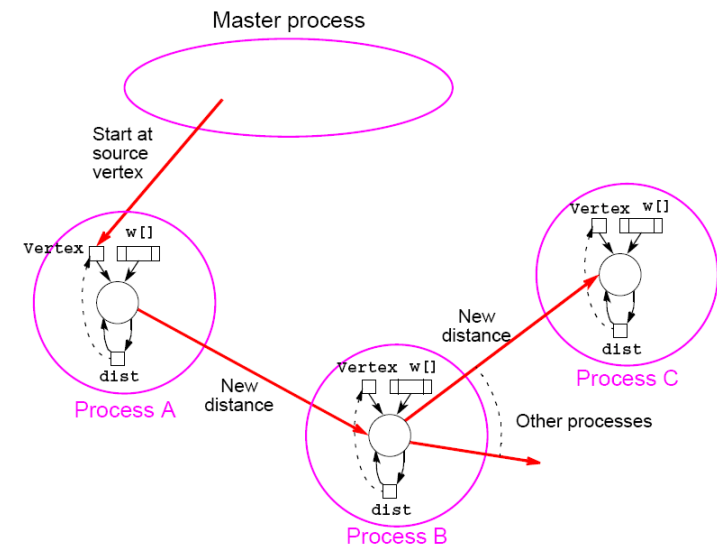 Master process
Start at
source
vertex
Vertex
w[]
dist
Process A
New
distance
Vertex
w[]
dist
Process B
New
distance
Vertex
w[]
dist
Process C
Other processes